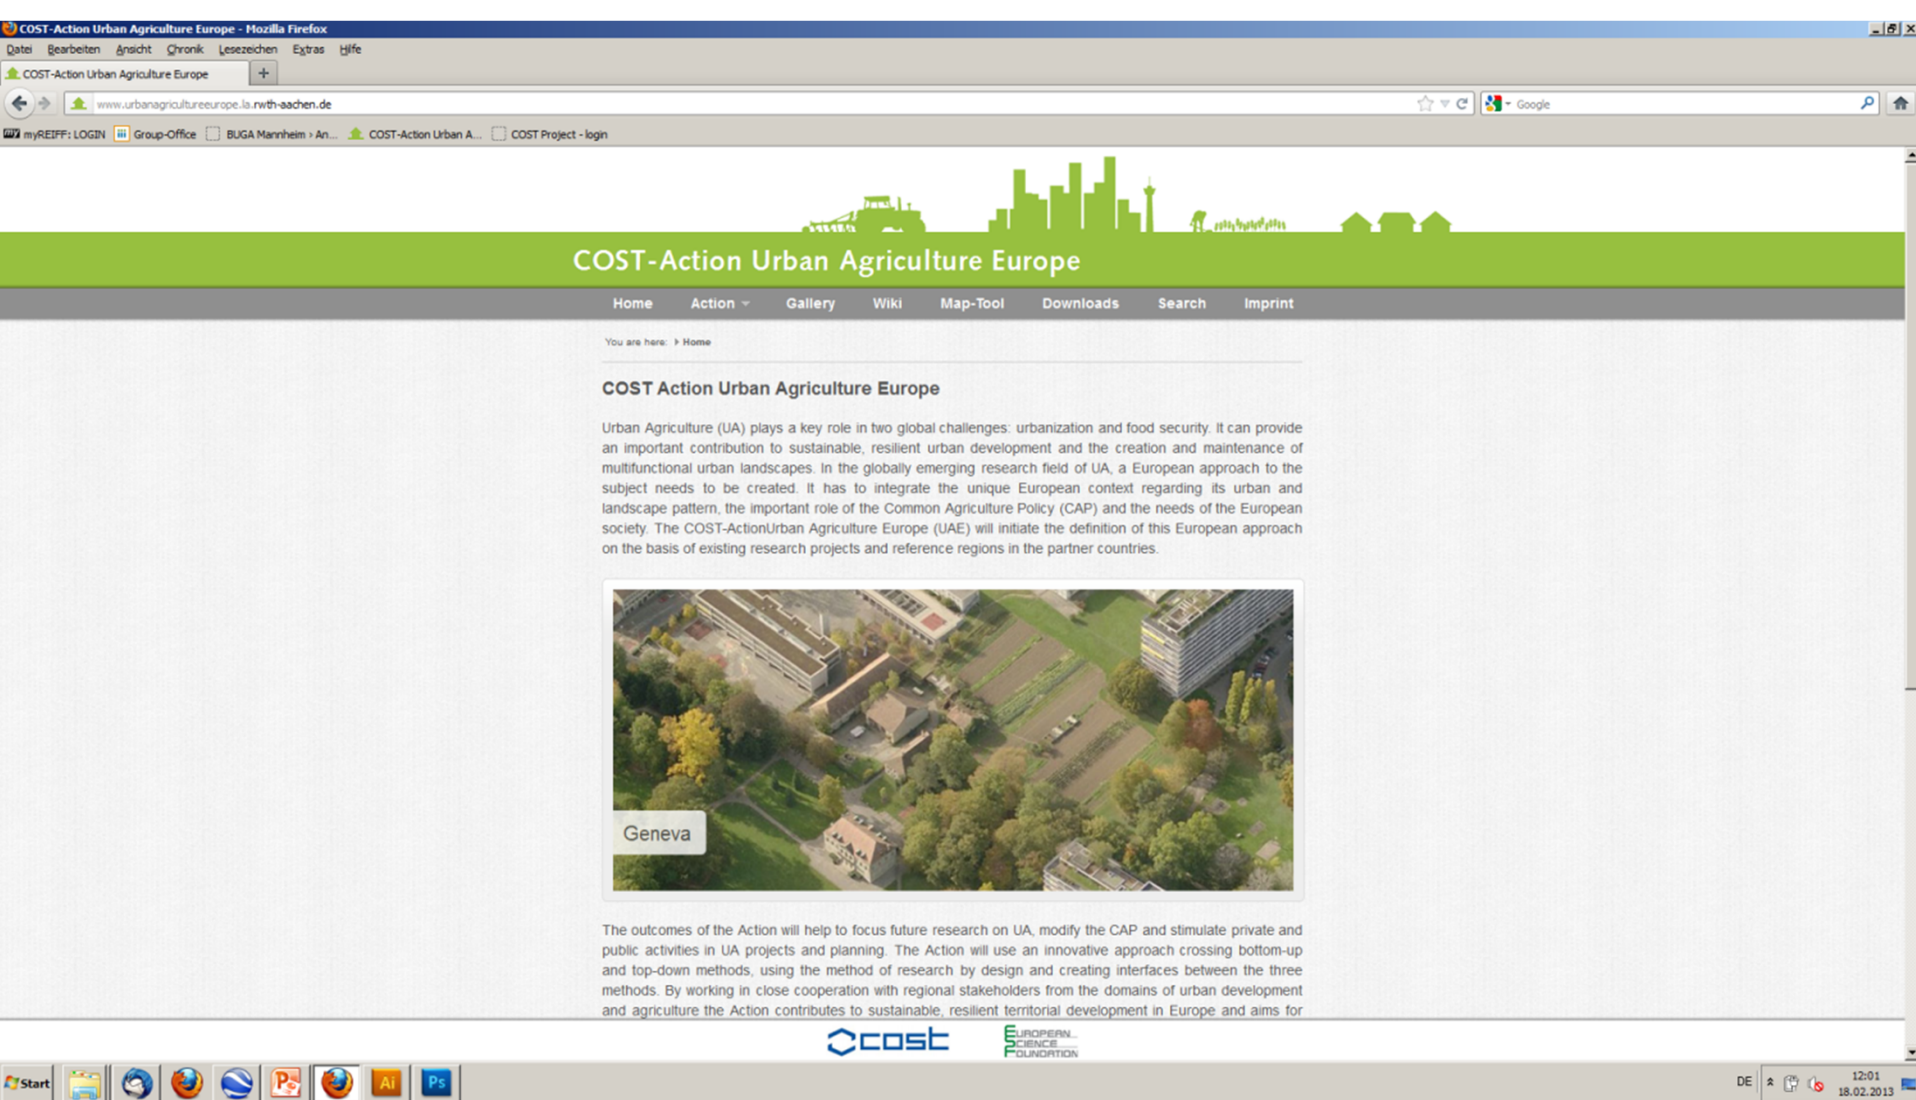 COST-Action Urban Agriculture Europe - Mozilla Firefox
Datei Bearbeiten Ansicht Chronik Lesezeichen Extras Hilfe
COST-Action Urban Agriculture Europe
www.urbanagricultureeurope.la.rwth-aachen.de
Google
myREIFF: LOGIN Group-Office BUGA Mannheim › An... COST-Action Urban A... COST Project - login
COST-Action Urban Agriculture Europe
Home Action Gallery Wiki Map-Tool Downloads Search Imprint
You are here: Home
COST Action Urban Agriculture Europe
Urban Agriculture (UA) plays a key role in two global challenges: urbanization and food security. It can provide
an important contribution to sustainable, resilient urban development and the creation and maintenance of
multifunctional urban landscapes. In the globally emerging research field of UA, a European approach to the
subject needs to be created. It has to integrate the unique European context regarding its urban and
landscape pattern, the important role of the Common Agriculture Policy (CAP) and the needs of the European
society. The COST-ActionUrban Agriculture Europe (UAE) will initiate the definition of this European approach
on the basis of existing research projects and reference regions in the partner countries.
Geneva
The outcomes of the Action will help to focus future research on UA, modify the CAP and stimulate private and
public activities in UA projects and planning. The Action will use an innovative approach crossing bottom-up
and top-down methods, using the method of research by design and creating interfaces between the three
methods. By working in close cooperation with regional stakeholders from the domains of urban development
and agriculture the Action contributes to sustainable, resilient territorial development in Europe and aims for
cost
EUROPEAN
SCIENCE
FOUNDATION
Start
Ai
Ps
DE
12:01
18.02.2013